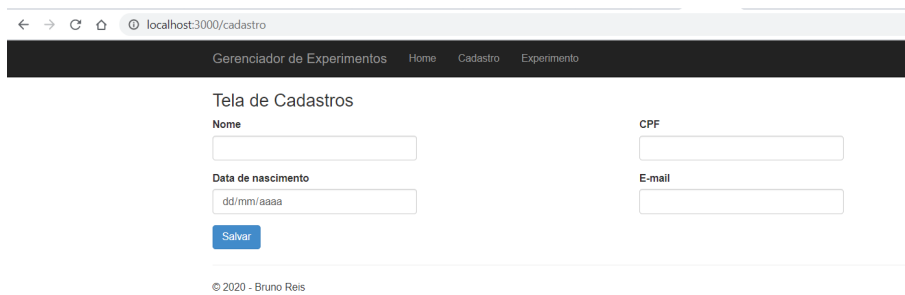 localhost:3000/cadastro
Gerenciador de Experimentos Home Cadastro Experimento
Tela de Cadastros
Nome CPF
Data de nascimento E-mail
dd/mm/aaaa
Salvar
© 2020 - Bruno Reis